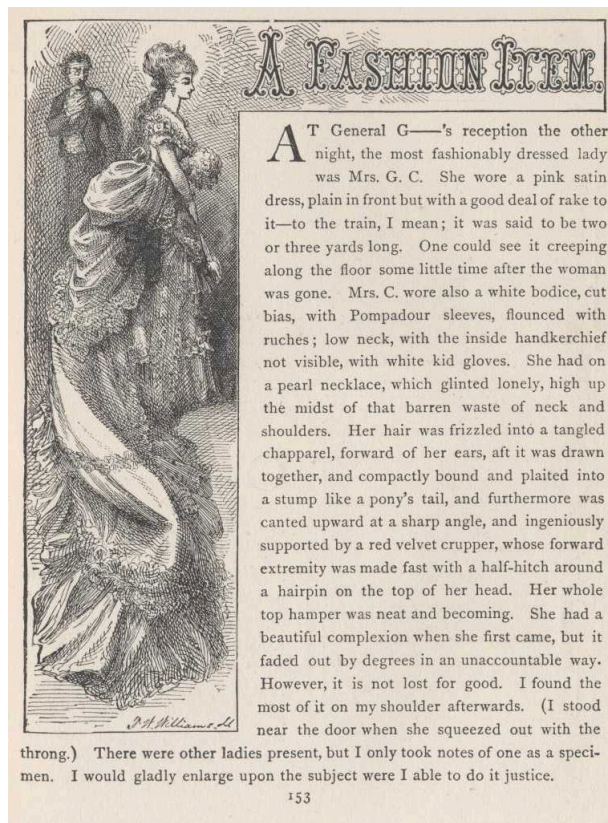 A FASHION ITEM.
AT General G——'s reception the other
night, the most fashionably dressed lady
was Mrs. G. C. She wore a pink satin
dress, plain in front but with a good deal of rake to
it—to the train, I mean; it was said to be two
or three yards long. One could see it creeping
along the floor some little time after the woman
was gone. Mrs. C. wore also a white bodice, cut
bias, with Pompadour sleeves, flounced with
ruches; low neck, with the inside handkerchief
not visible, with white kid gloves. She had on
a pearl necklace, which glinted lonely, high up
the midst of that barren waste of neck and
shoulders. Her hair was frizzled into a tangled
chapparel, forward of her ears, aft it was drawn
together, and compactly bound and plaited into
a stump like a pony's tail, and furthermore was
canted upward at a sharp angle, and ingeniously
supported by a red velvet crupper, whose forward
extremity was made fast with a half-hitch around
a hairpin on the top of her head. Her whole
top hamper was neat and becoming. She had a
beautiful complexion when she first came, but it
faded out by degrees in an unaccountable way.
However, it is not lost for good. I found the
most of it on my shoulder afterwards. (I stood
near the door when she squeezed out with the
throng.) There were other ladies present, but I only took notes of one as a speci-
men. I would gladly enlarge upon the subject were I able to do it justice.
153